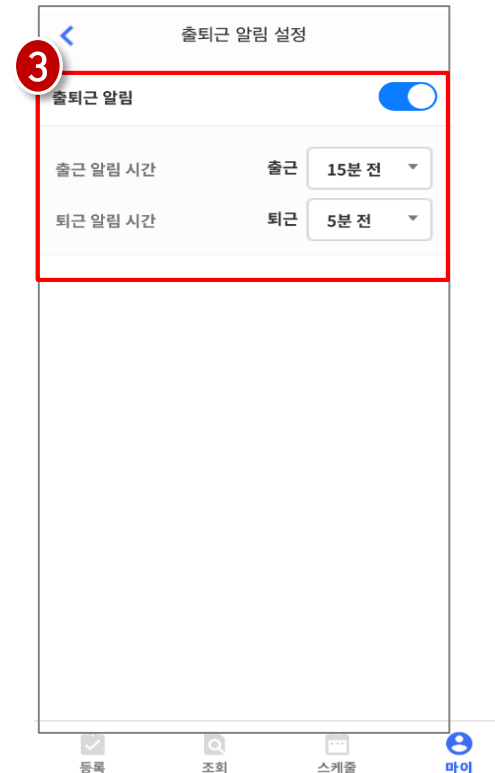 출퇴근 알림 설정
3
출퇴근 알림
출근 알림 시간 출근 15분 전
퇴근 알림 시간 퇴근 5분 전
등록 조회 스케줄 마이